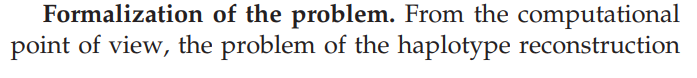 Formalization of the problem. From the computational
point of view, the problem of the haplotype reconstruction